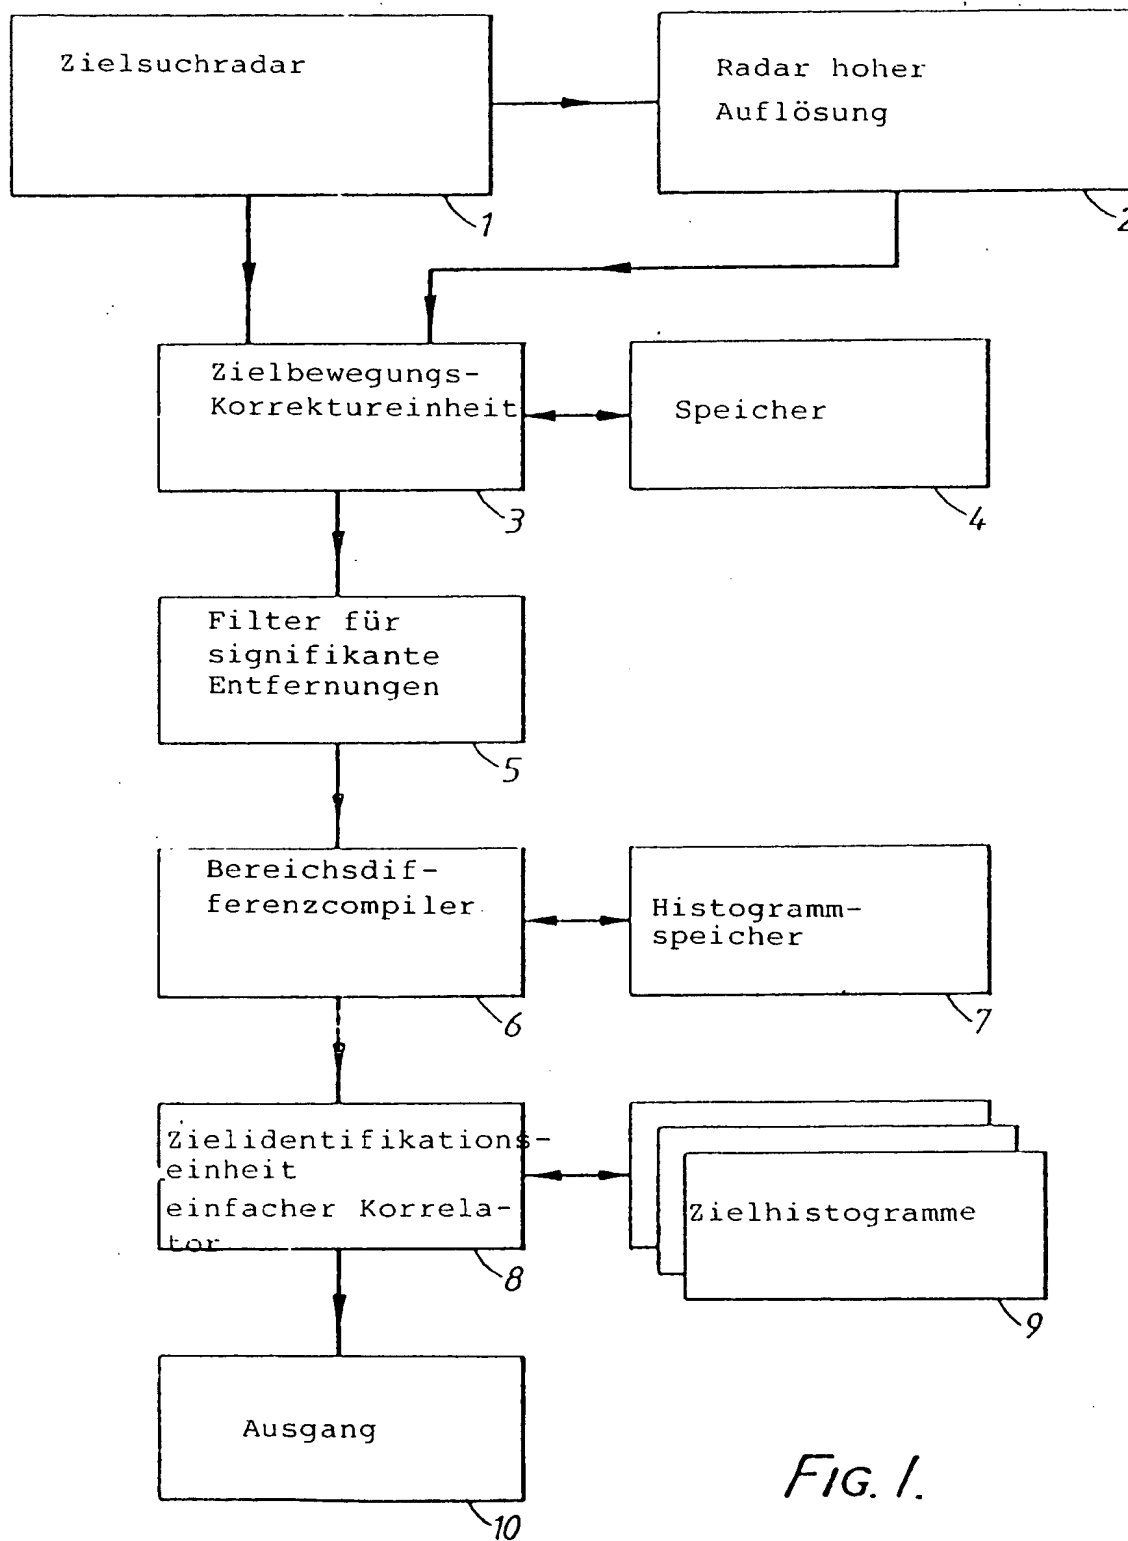 Zielsuchradar
Radar hoher
Auflösung
1
2
Zielbewegungs-
Korrektureinheit
Speicher
3
4
Filter für
signifikante
Entfernungen
5
Bereichsdif-
ferenzcompiler
Histogramm-
speicher
6
7
Zielidentifikations-
einheit
einfacher Korrela-
tor
Zielhistogramme
8
9
Ausgang
10
FIG. 1.